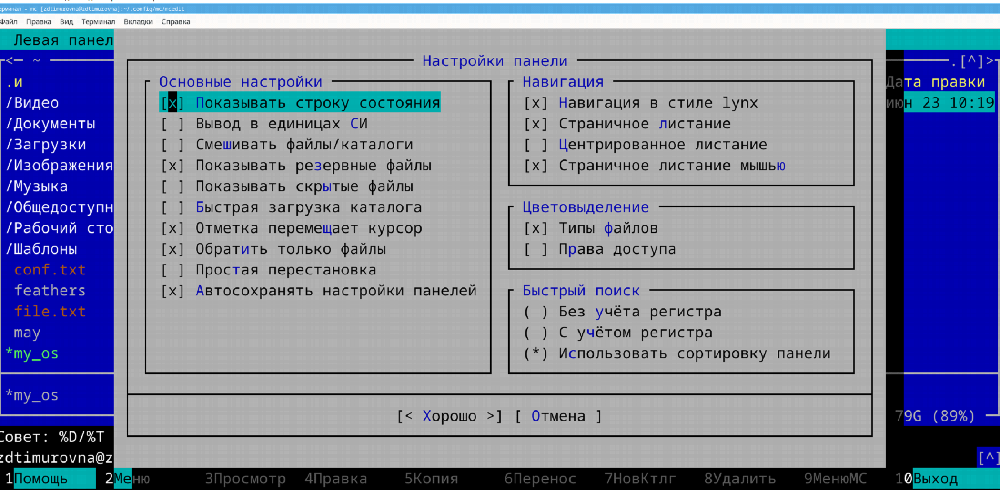 ерминал - mc [zdtimurovna@zdtimurovna]:~/.config/mc/mcedit
Файл Правка Вид Терминал Вкладки Справка
Левая панел
<— ~
Настройки панели
.[^]>
.и
Основные настройки
Навигация
Дата правки
/Видео
[x] Показывать строку состояния
[x] Навигация в стиле lynx
июн 23 10:19
/Документы
[ ] Вывод в единицах СИ
[x] Страничное листание
/Загрузки
[ ] Смешивать файлы/каталоги
[ ] Центрированное листание
/Изображения
[x] Показывать резервные файлы
[x] Страничное листание мышью
/Музыка
[ ] Показывать скрытые файлы
/Общедоступн
[ ] Быстрая загрузка каталога
Цветовыделение
/Рабочий сто
[x] Отметка перемещает курсор
[x] Типы файлов
/Шаблоны
[x] Обратить только файлы
[ ] Права доступа
conf.txt
[ ] Простая перестановка
feathers
[x] Автосохранять настройки панелей
Быстрый поиск
file.txt
( ) Без учёта регистра
may
( ) С учётом регистра
*my_os
(*) Использовать сортировку панели
*my_os
[< Хорошо >] [ Отмена ]
79G (89%)
Совет: %D/%T
zdtimurovna@z
[^]
1Помощь 2Меню 3Просмотр 4Правка 5Копия 6Перенос 7НовКтлг 8Удалить 9МенюMC 10Выход